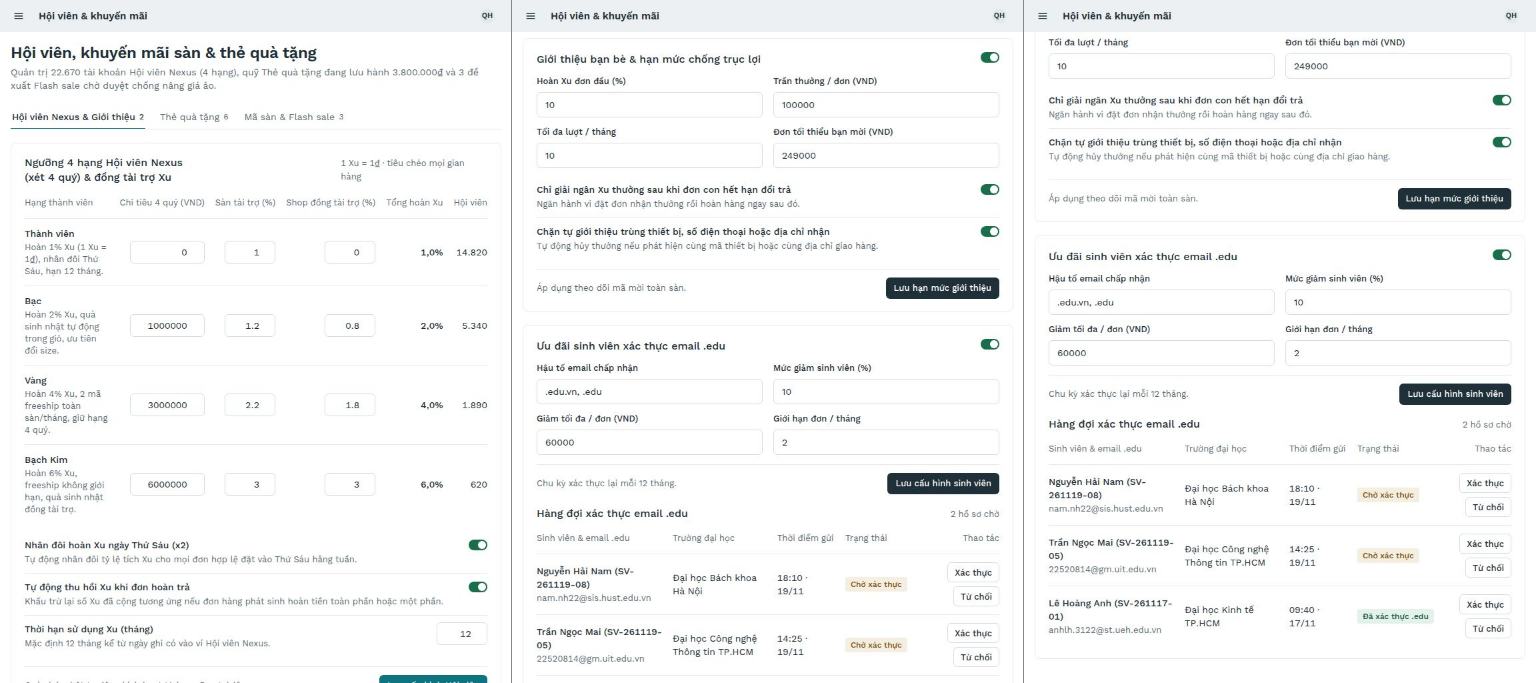 Hội viên & khuyến mãi
QH
Hội viên, khuyến mãi sàn & thẻ quà tặng
Quản trị 22.670 tài khoản Hội viên Nexus (4 hạng), quỹ Thẻ quà tặng đang lưu hành 3.800.000₫ và 3 đề
xuất Flash sale chờ duyệt chống nâng giá ảo.
Hội viên Nexus & Giới thiệu 2
Thẻ quà tặng 6
Mã sàn & Flash sale 3
Ngưỡng 4 hạng Hội viên Nexus
(xét 4 quý) & đồng tài trợ Xu
1 Xu = 1₫ · tiêu chéo mọi gian
hàng
Hạng thành viên
Chi tiêu 4 quý (VND)
Sàn tài trợ (%)
Shop đồng tài trợ (%)
Tổng hoàn Xu
Hội viên
Thành viên
Hoàn 1% Xu (1 Xu =
1₫), nhân đôi Thứ
Sáu, hạn 12 tháng.
0
1
0
1,0%
14.820
Bạc
Hoàn 2% Xu, quà
sinh nhật tự động
trong giỏ, ưu tiên
đổi size.
1000000
1.2
0.8
2,0%
5.340
Vàng
Hoàn 4% Xu, 2 mã
freeship toàn
sàn/tháng, giữ hạng
4 quý.
3000000
2.2
1.8
4,0%
1.890
Bạch Kim
Hoàn 6% Xu,
freeship không giới
hạn, quà sinh nhật
đồng tài trợ.
6000000
3
3
6,0%
620
Nhân đôi hoàn Xu ngày Thứ Sáu (x2)
Tự động nhân đôi tỷ lệ tích Xu cho mọi đơn hợp lệ đặt vào Thứ Sáu hằng tuần.
Tự động thu hồi Xu khi đơn hoàn trả
Khấu trừ lại số Xu đã cộng tương ứng nếu đơn hàng phát sinh hoàn tiền toàn phần hoặc một phần.
Thời hạn sử dụng Xu (tháng)
Mặc định 12 tháng kể từ ngày ghi có vào ví Hội viên Nexus.
12
Hội viên & khuyến mãi
QH
Giới thiệu bạn bè & hạn mức chống trục lợi
Hoàn Xu đơn đầu (%)
Trần thưởng / đơn (VND)
10
100000
Tối đa lượt / tháng
Đơn tối thiểu bạn mời (VND)
10
249000
Chỉ giải ngân Xu thưởng sau khi đơn con hết hạn đổi trả
Ngăn hành vi đặt đơn nhận thưởng rồi hoàn hàng ngay sau đó.
Chặn tự giới thiệu trùng thiết bị, số điện thoại hoặc địa chỉ nhận
Tự động hủy thưởng nếu phát hiện cùng mã thiết bị hoặc cùng địa chỉ giao hàng.
Áp dụng theo dõi mã mời toàn sàn.
Lưu hạn mức giới thiệu
Ưu đãi sinh viên xác thực email .edu
Hậu tố email chấp nhận
Mức giảm sinh viên (%)
.edu.vn, .edu
10
Giảm tối đa / đơn (VND)
Giới hạn đơn / tháng
60000
2
Chu kỳ xác thực lại mỗi 12 tháng.
Lưu cấu hình sinh viên
Hàng đợi xác thực email .edu
2 hồ sơ chờ
Sinh viên & email .edu
Trường đại học
Thời điểm gửi
Trạng thái
Thao tác
Nguyễn Hải Nam (SV-
261119-08)
nam.nh22@sis.hust.edu.vn
Đại học Bách khoa
Hà Nội
18:10 ·
19/11
Chờ xác thực
Xác thực
Từ chối
Trần Ngọc Mai (SV-261119-
05)
22520814@gm.uit.edu.vn
Đại học Công nghệ
Thông tin TP.HCM
14:25 ·
19/11
Chờ xác thực
Xác thực
Từ chối
Hội viên & khuyến mãi
QH
Tối đa lượt / tháng
Đơn tối thiểu bạn mời (VND)
10
249000
Chỉ giải ngân Xu thưởng sau khi đơn con hết hạn đổi trả
Ngăn hành vi đặt đơn nhận thưởng rồi hoàn hàng ngay sau đó.
Chặn tự giới thiệu trùng thiết bị, số điện thoại hoặc địa chỉ nhận
Tự động hủy thưởng nếu phát hiện cùng mã thiết bị hoặc cùng địa chỉ giao hàng.
Áp dụng theo dõi mã mời toàn sàn.
Lưu hạn mức giới thiệu
Ưu đãi sinh viên xác thực email .edu
Hậu tố email chấp nhận
Mức giảm sinh viên (%)
.edu.vn, .edu
10
Giảm tối đa / đơn (VND)
Giới hạn đơn / tháng
60000
2
Chu kỳ xác thực lại mỗi 12 tháng.
Lưu cấu hình sinh viên
Hàng đợi xác thực email .edu
2 hồ sơ chờ
Sinh viên & email .edu
Trường đại học
Thời điểm gửi
Trạng thái
Thao tác
Nguyễn Hải Nam (SV-
261119-08)
nam.nh22@sis.hust.edu.vn
Đại học Bách khoa
Hà Nội
18:10 ·
19/11
Chờ xác thực
Xác thực
Từ chối
Trần Ngọc Mai (SV-261119-
05)
22520814@gm.uit.edu.vn
Đại học Công nghệ
Thông tin TP.HCM
14:25 ·
19/11
Chờ xác thực
Xác thực
Từ chối
Lê Hoàng Anh (SV-261117-
01)
anhlh.3122@st.ueh.edu.vn
Đại học Kinh tế
TP.HCM
09:40 ·
17/11
Đã xác thực .edu
Xác thực
Từ chối